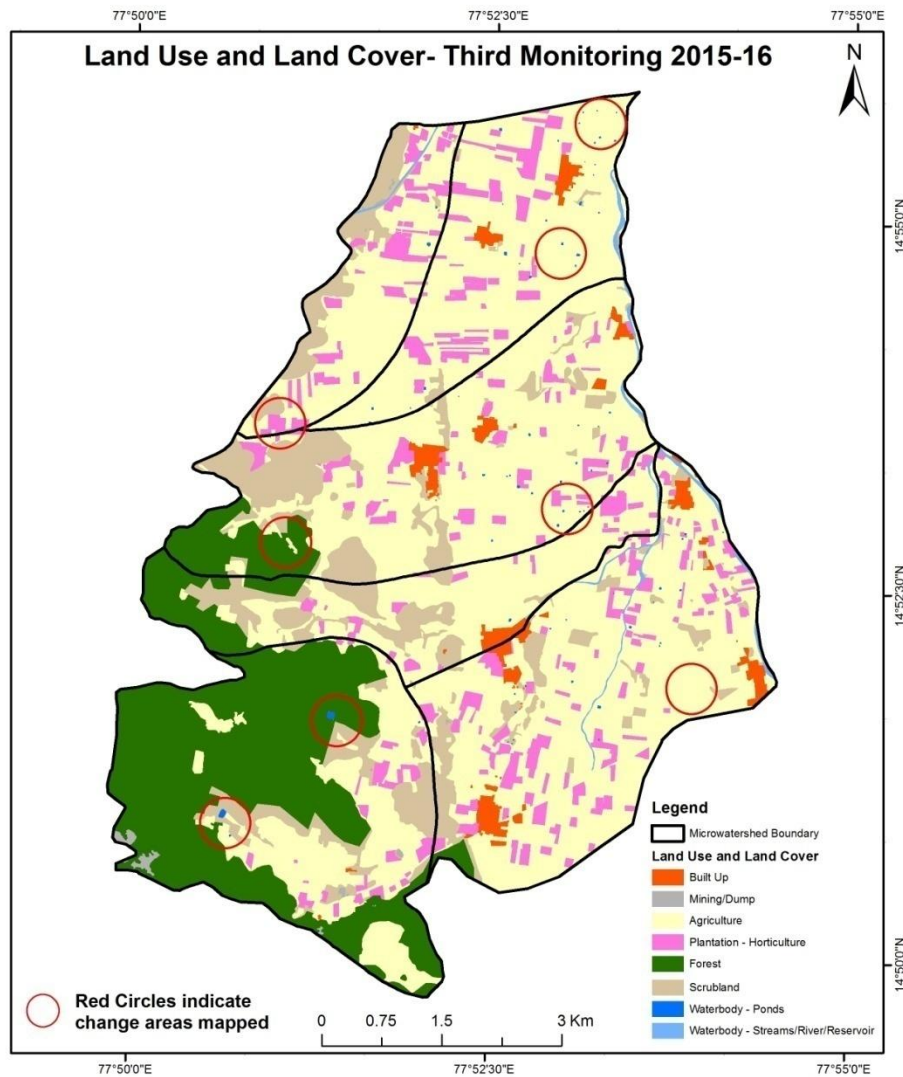 77°50'0"E 77°52'30"E 77°55'0"E
Land Use and Land Cover- Third Monitoring 2015-16
N
14°55'0"N
14°52'30"N
14°50'0"N
Legend
Microwatershed Boundary
Land Use and Land Cover
Built Up
Mining/Dump
Agriculture
Plantation - Horticulture
Forest
Scrubland
Waterbody - Ponds
Waterbody - Streams/River/Reservoir
Red Circles indicate
change areas mapped
0 0.75 1.5 3 Km
77°50'0"E 77°52'30"E 77°55'0"E